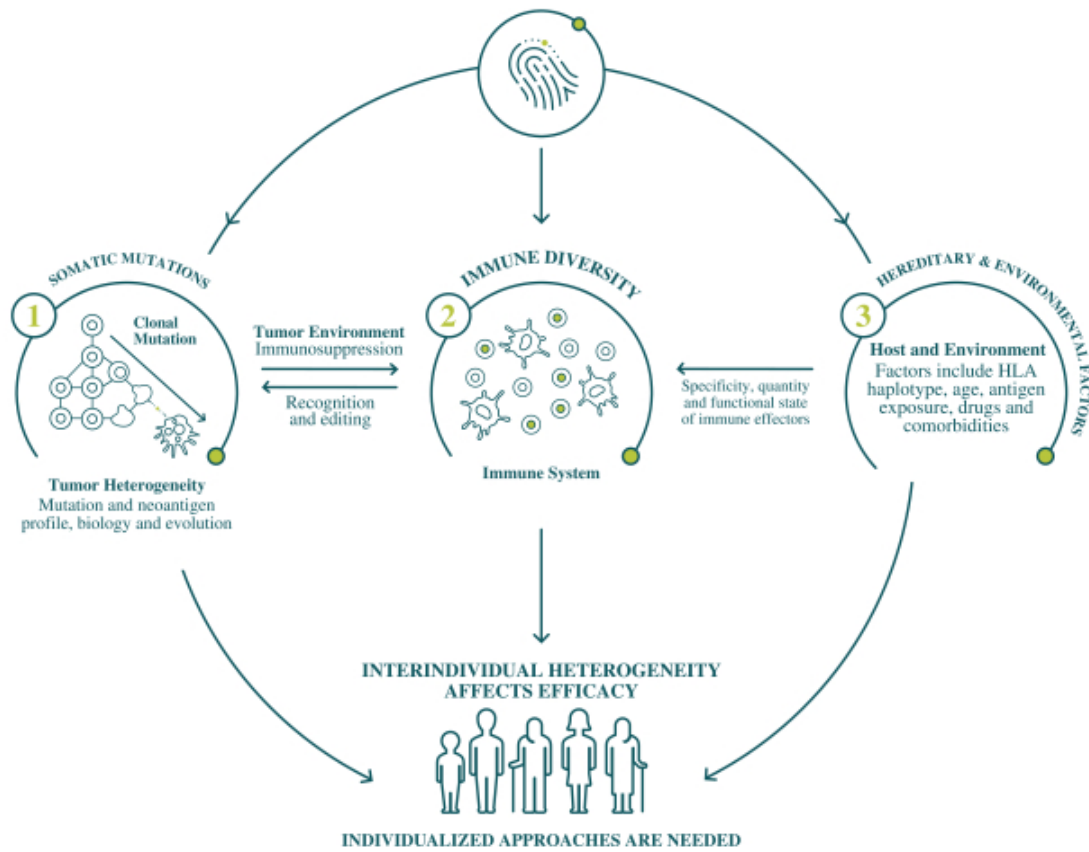 SOMATIC MUTATIONS
1
Clonal
Mutation
Tumor Heterogeneity
Mutation and neoantigen
profile, biology and evolution
Tumor Environment
Immunosuppression
Recognition
and editing
IMMUNE DIVERSITY
2
Immune System
Specificity, quantity
and functional state
of immune effectors
HEREDITARY & ENVIRONMENTAL FACTORS
3
Host and Environment
Factors include HLA
haplotype, age, antigen
exposure, drugs and
comorbidities
INTERINDIVIDUAL HETEROGENEITY
AFFECTS EFFICACY
INDIVIDUALIZED APPROACHES ARE NEEDED